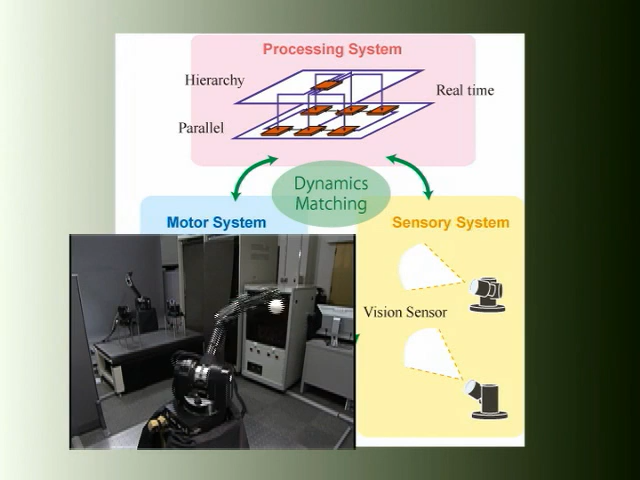 Processing System
Hierarchy
Real time
Parallel
Dynamics
Matching
Motor System
Sensory System
Vision Sensor